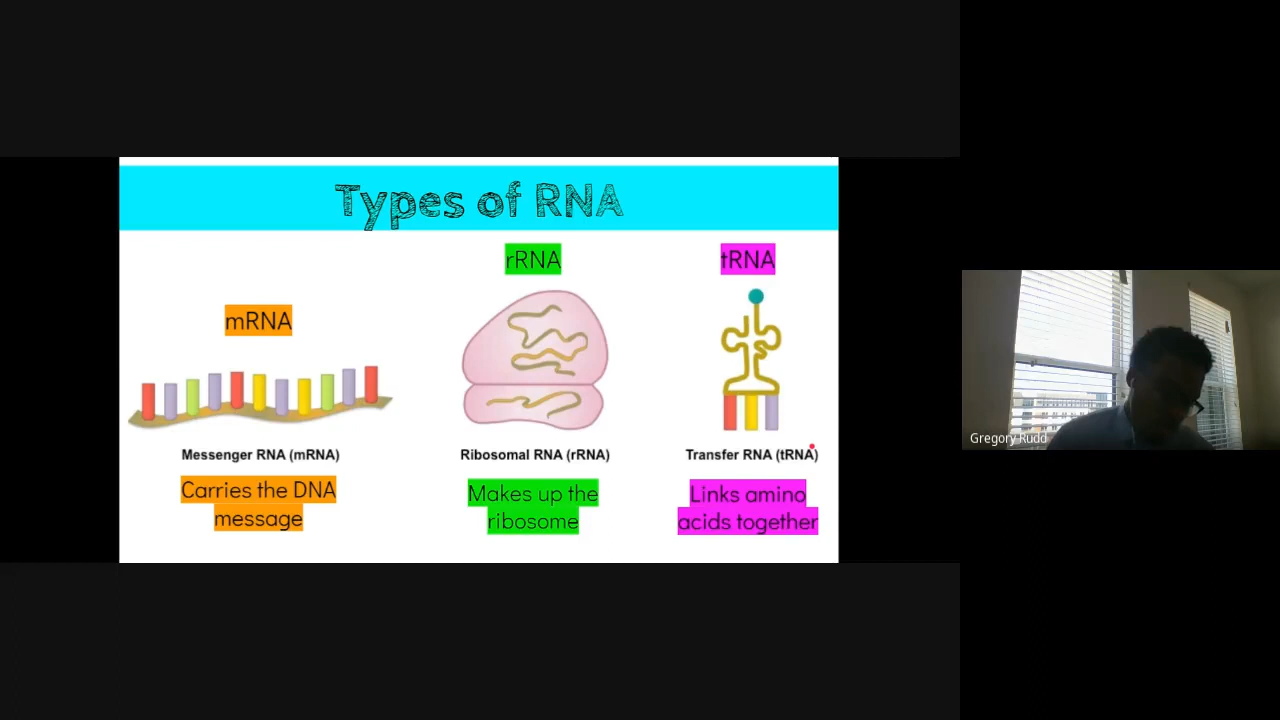 Types of RNA
mRNA
Messenger RNA (mRNA)
Carries the DNA
message
rRNA
Ribosomal RNA (rRNA)
Makes up the
ribosome
tRNA
Transfer RNA (tRNA)
Links amino
acids together
Gregory Rudd